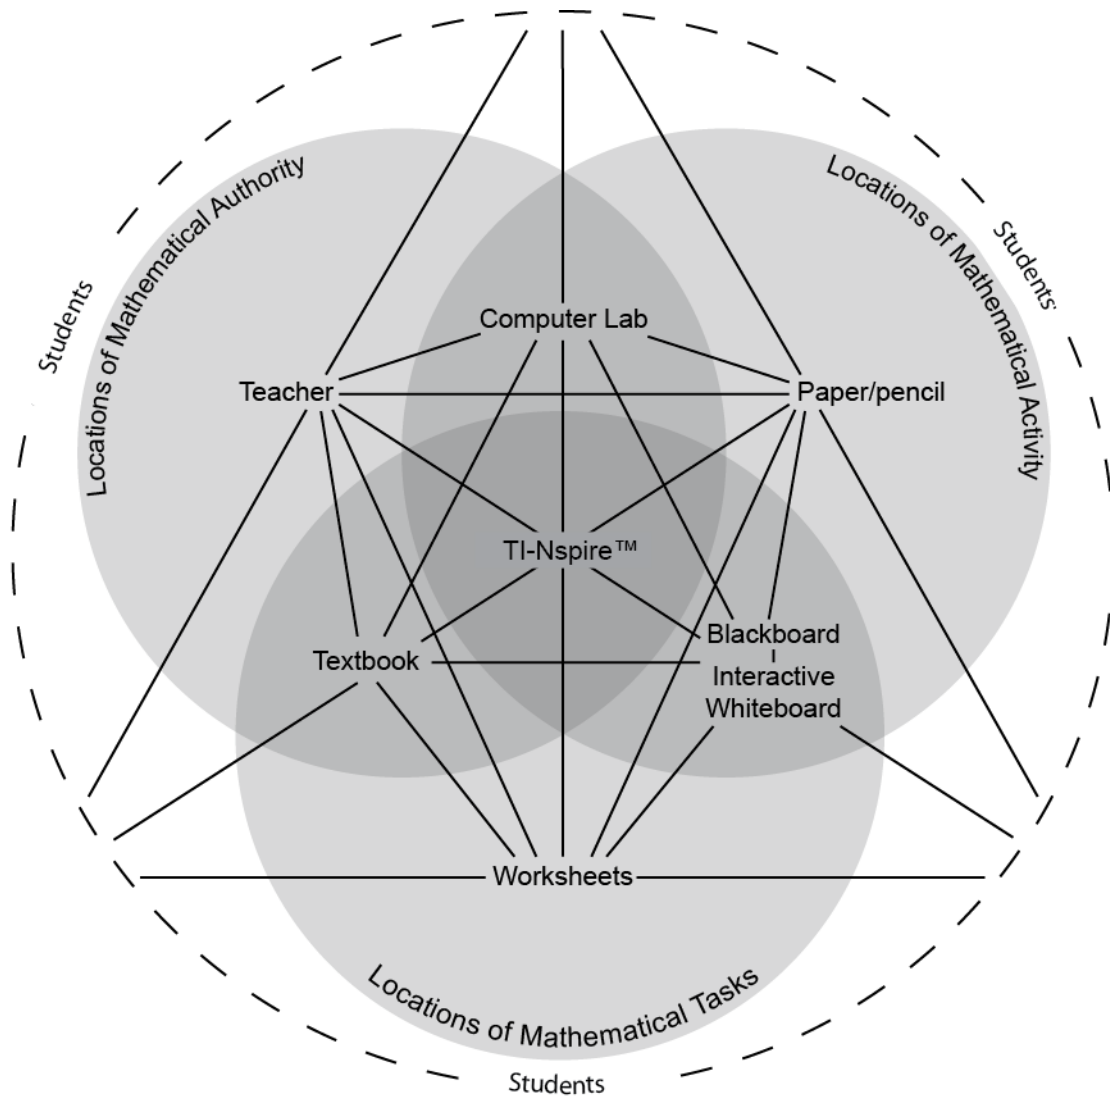 Locations of Mathematical Authority
Locations of Mathematical Activity
Students
Students
Computer Lab
Teacher
Paper/pencil
TI-Nspire™
Blackboard
Textbook
Interactive
Whiteboard
Worksheets
Locations of Mathematical Tasks
Students